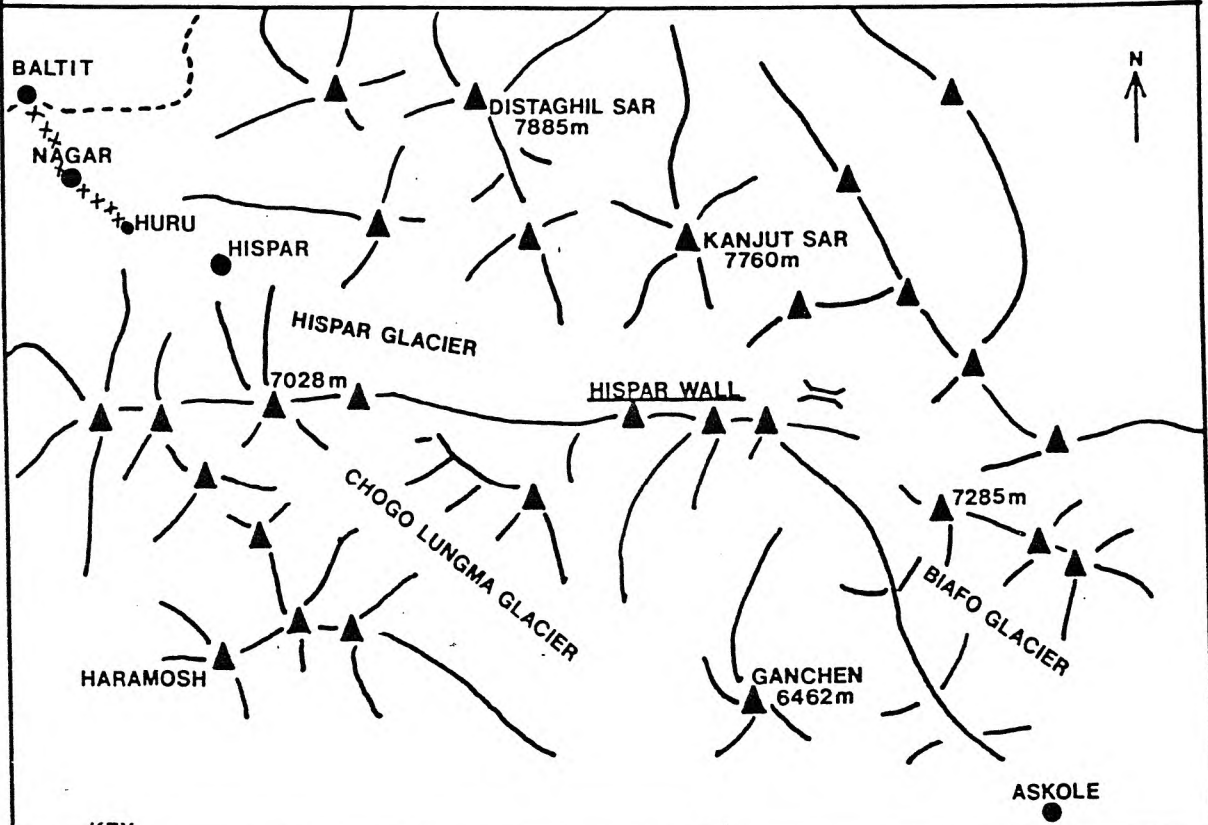 BALTIT
N
DISTAGHIL SAR
7885m
NAGAR
HURU
KANJUT SAR
7760m
HISPAR
HISPAR GLACIER
7028m
HISPAR WALL
CHOGO LUNGMA GLACIER
7285m
BIAFO GLACIER
HARAMOSH
GANCHEN
6462m
ASKOLE